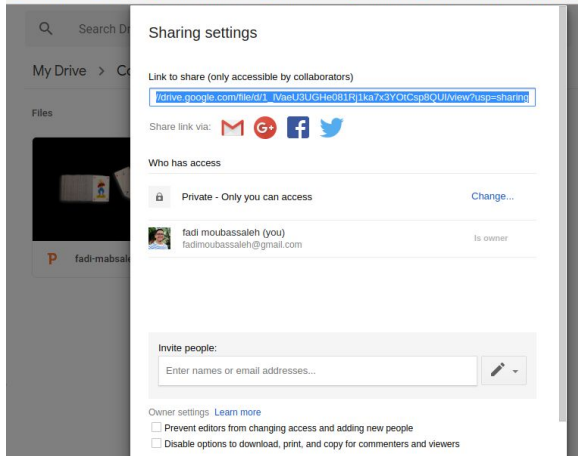 Search Dr
Sharing settings
My Drive > Co
Link to share (only accessible by collaborators)
//drive.google.com/file/d/1_lVaeU3UGHe081Rj1ka7x3YOtCsp8QUI/view?usp=sharing
Files
Share link via:
G+
Who has access
Private - Only you can access
Change...
fadi moubassaleh (you)
fadimoubassaleh@gmail.com
Is owner
P fadi-mabsale
Invite people:
Enter names or email addresses...
Owner settings Learn more
Prevent editors from changing access and adding new people
Disable options to download, print, and copy for commenters and viewers